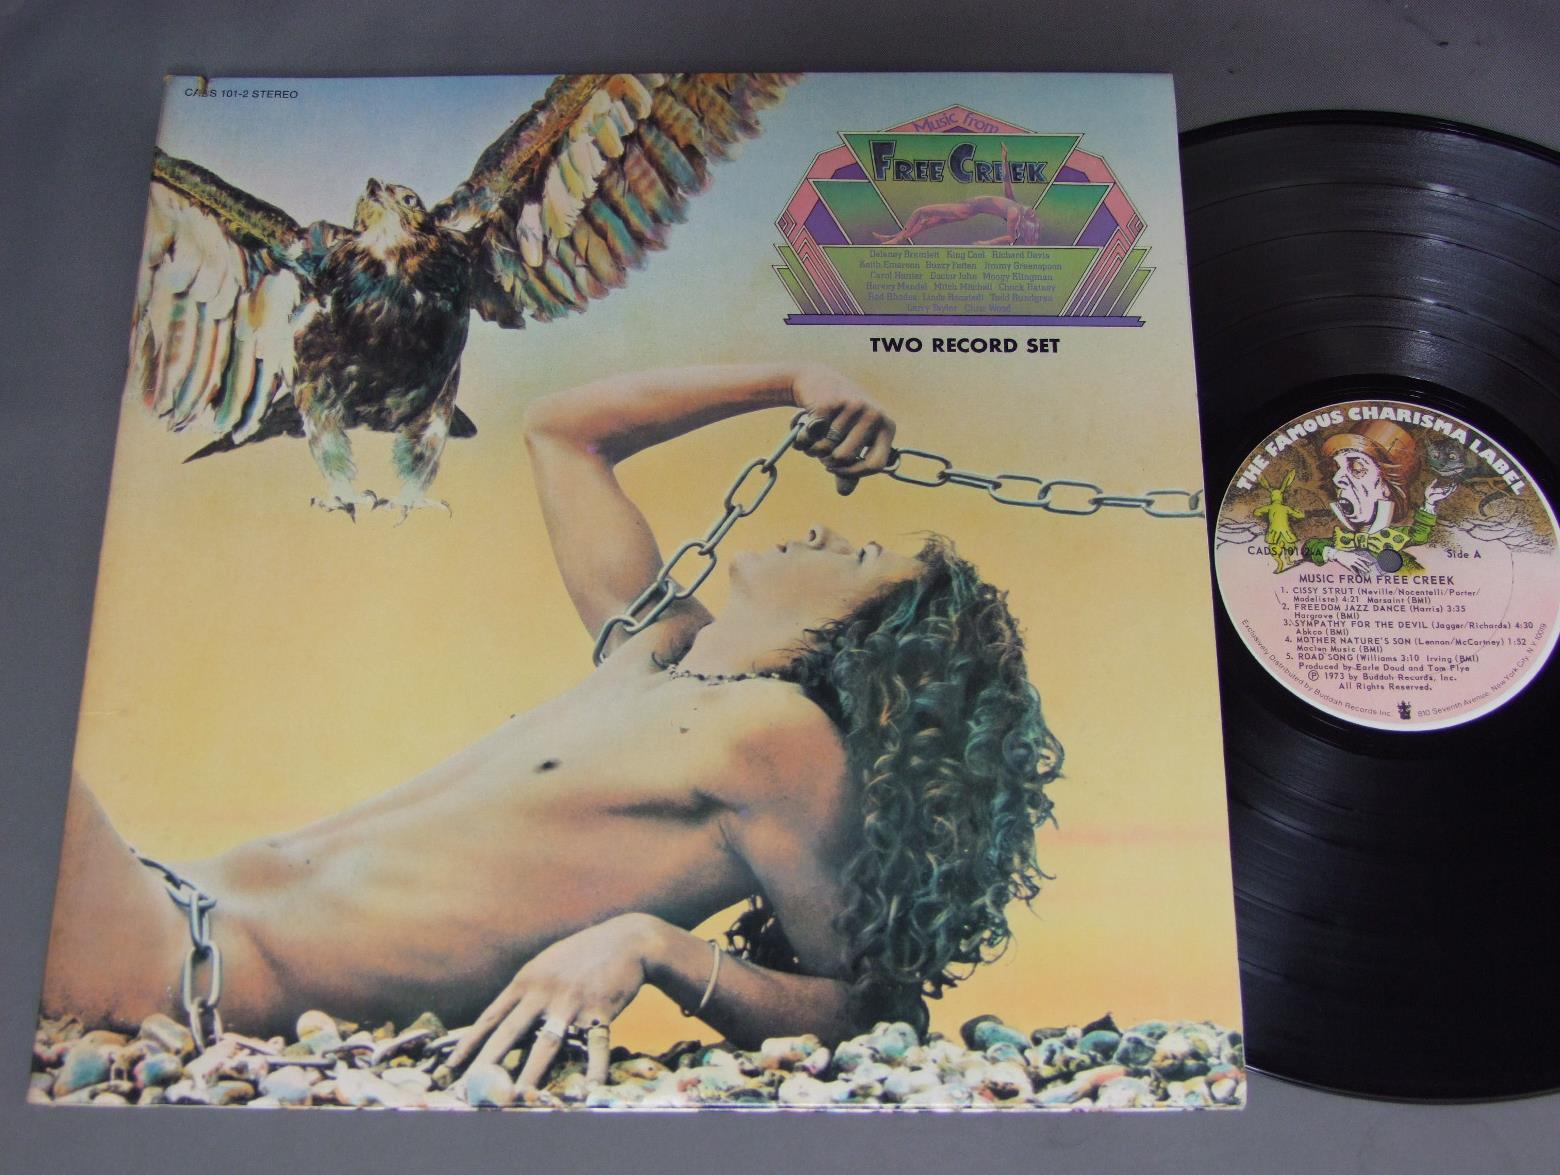 CADS 101-2 STEREO
Music from
FREE CREEK
Delaney Bramlett King Cool Richard Davis
Keith Emerson Buzzy Feiten Jimmy Greenspoon
Carol Hunter Doctor John Moogy Klingman
Harvey Mandel Mitch Mitchell Chuck Rainey
Red Rhodes Linda Ronstadt Todd Rundgren
Larry Taylor Chris Wood
TWO RECORD SET
THE FAMOUS CHARISMA LABEL
CADS 101-2-A
Side A
MUSIC FROM FREE CREEK
1. CISSY STRUT (Neville/Nocentelli/Porter/
Modeliste) 4:21 Marsaint (BMI)
2. FREEDOM JAZZ DANCE (Harris) 3:35
Hargrove (BMI)
3. SYMPATHY FOR THE DEVIL (Jagger/Richards) 4:30
Abkco (BMI)
4. MOTHER NATURE'S SON (Lennon/McCartney) 1:52
Maclen Music (BMI)
5. ROAD SONG (Williams 3:10 Irving (BMI)
Produced by Earle Doud and Tom Flye
Ⓟ 1973 by Buddah Records, Inc.
All Rights Reserved.
Exclusively Distributed by Buddah Records Inc. 810 Seventh Avenue, New York City, N.Y. 10019